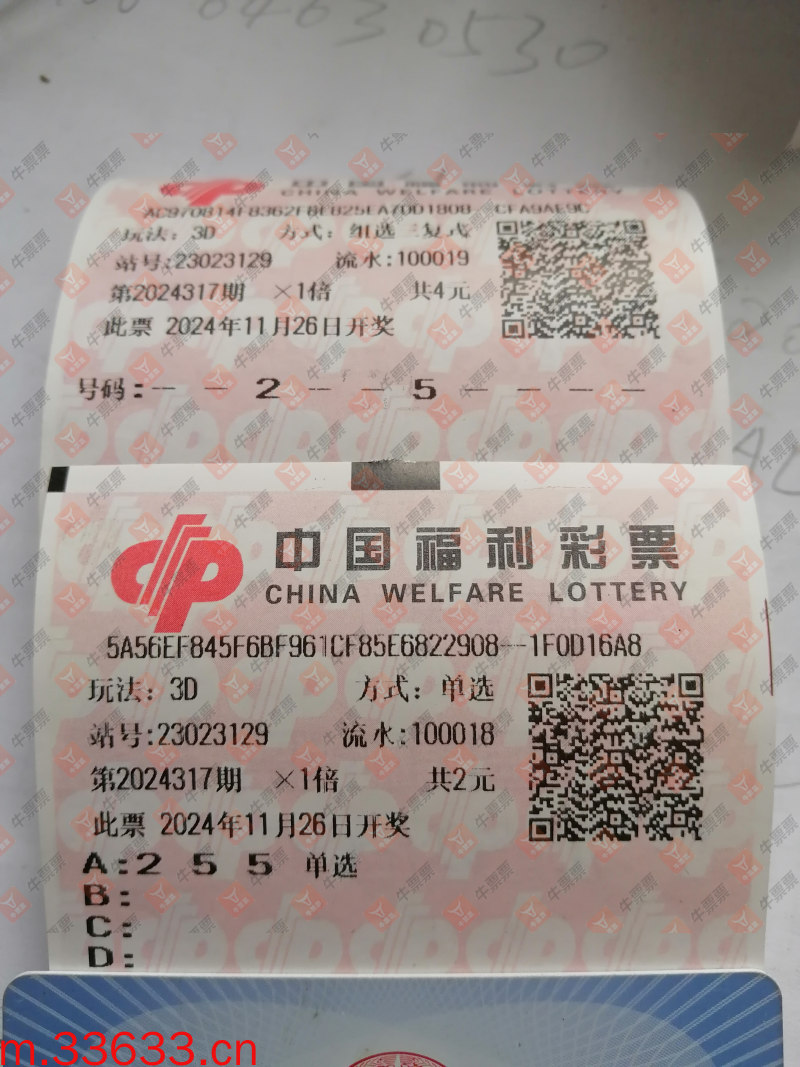 0530
CHINA WELFARE LOTTERY
玩法：3D 方式：组选三复式
站号:23023129 流水:100019
第2024317期 ×1倍 共4元
此票 2024年11月26日开奖
号码:－－2－－5－－－－
中国福利彩票
CHINA WELFARE LOTTERY
5A56EF845F6BF961CF85E6822908--1F0D16A8
玩法：3D 方式：单选
站号:23023129 流水:100018
第2024317期 ×1倍 共2元
此票 2024年11月26日开奖
A:2 5 5 单选
B:
C:
D:
m.33633.cn
牛票票